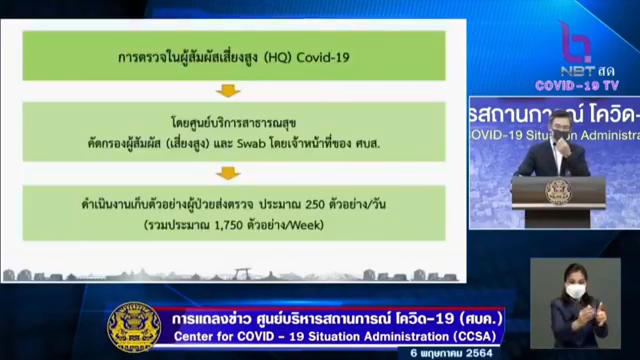 การตรวจในผู้สัมผัสเสี่ยงสูง (HQ) Covid-19
โดยศูนย์บริการสาธารณสุข
คัดกรองผู้สัมผัส (เสี่ยงสูง) และ Swab โดยเจ้าหน้าที่ของ ศบส.
ดำเนินงานเก็บตัวอย่างผู้ป่วยส่งตรวจ ประมาณ 250 ตัวอย่าง/วัน
(รวมประมาณ 1,750 ตัวอย่าง/Week)
NBT สด
COVID-19 TV
รสถานการณ์ โควิด-
OVID-19 Situation Administra
การแถลงข่าว ศูนย์บริหารสถานการณ์ โควิด-19 (ศบค.)
Center for COVID - 19 Situation Administration (CCSA)
6 พฤษภาคม 2564